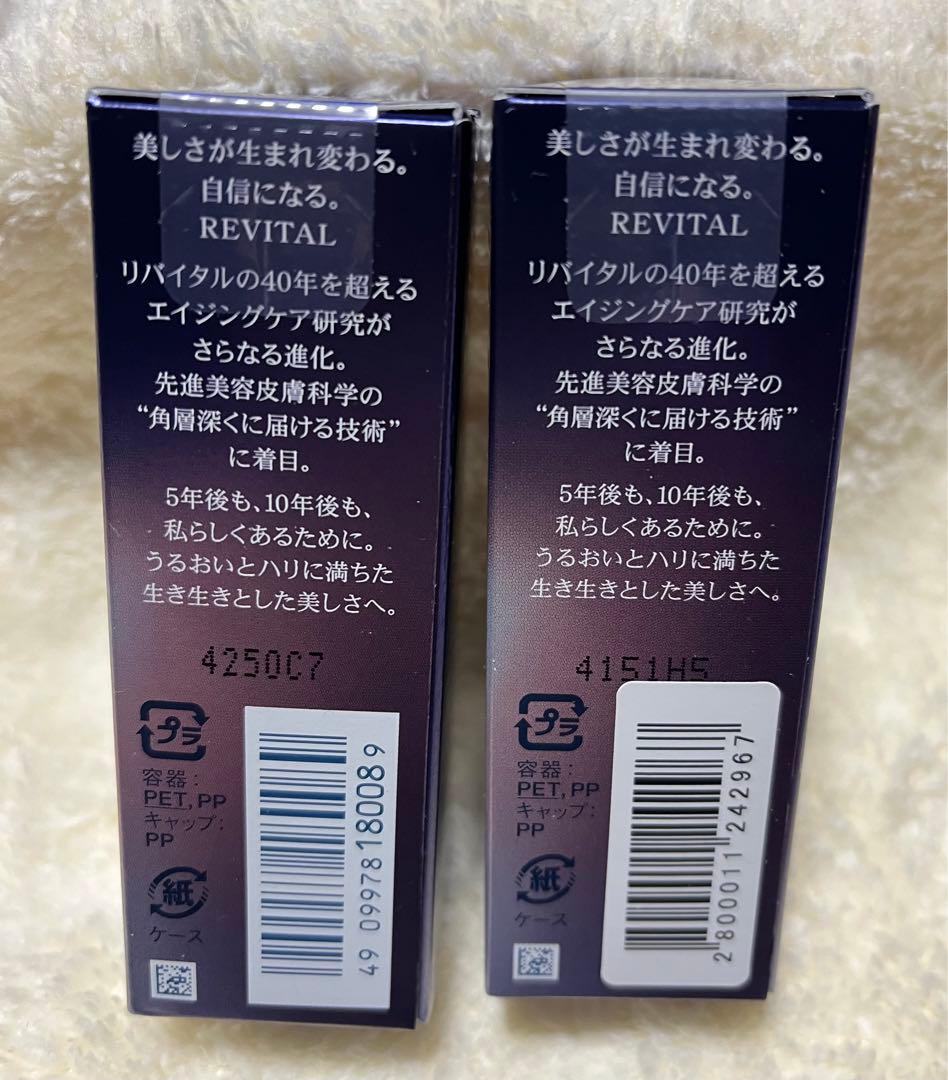 美しさが生まれ変わる。
自信になる。
REVITAL
リバイタルの40年を超える
エイジングケア研究が
さらなる進化。
先進美容皮膚科学の
“角層深くに届ける技術”
に着目。
5年後も、10年後も、
私らしくあるために。
うるおいとハリに満ちた
生き生きとした美しさへ。
4250C7
プラ
容器：
PET, PP
キャップ：
PP
紙
ケース
49 09978 180089
美しさが生まれ変わる。
自信になる。
REVITAL
リバイタルの40年を超える
エイジングケア研究が
さらなる進化。
先進美容皮膚科学の
“角層深くに届ける技術”
に着目。
5年後も、10年後も、
私らしくあるために。
うるおいとハリに満ちた
生き生きとした美しさへ。
4151H5
プラ
容器：
PET, PP
キャップ：
PP
紙
ケース
2 800011 242967